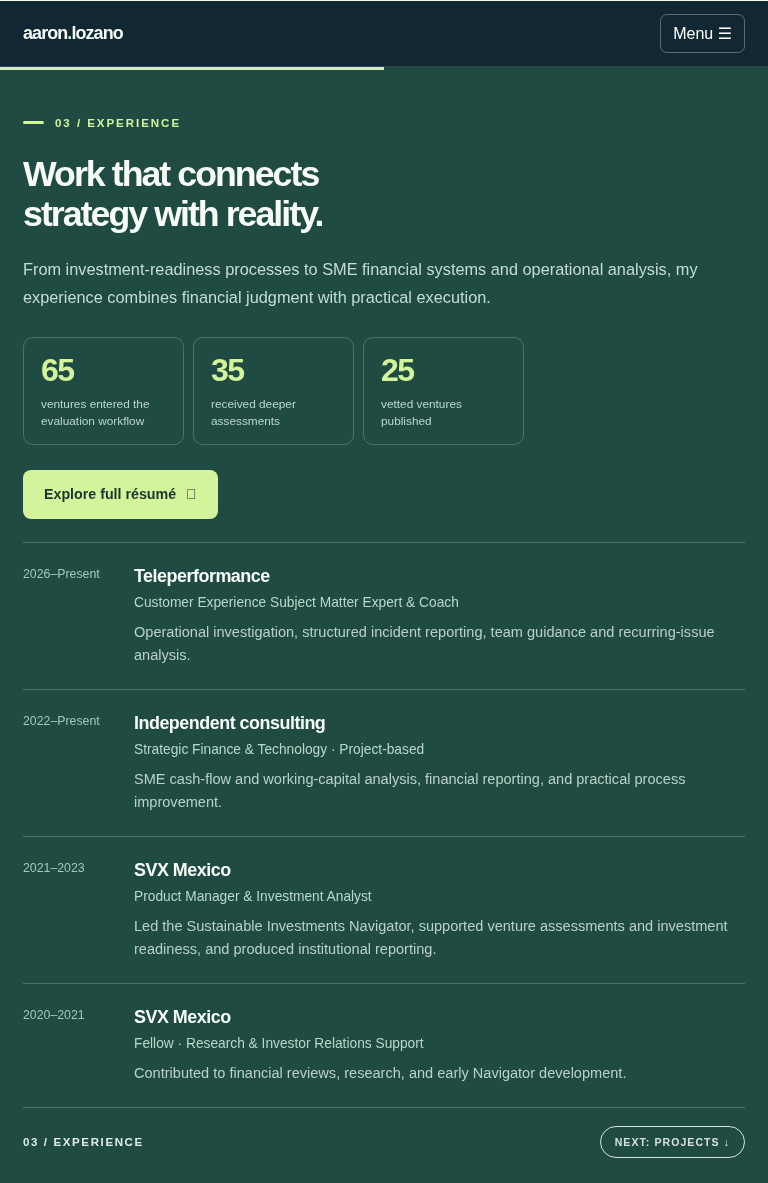 aaron.lozano
Menu ☰
03 / EXPERIENCE
Work that connects
strategy with reality.
From investment-readiness processes to SME financial systems and operational analysis, my
experience combines financial judgment with practical execution.
65
ventures entered the
evaluation workflow
35
received deeper
assessments
25
vetted ventures
published
Explore full résumé
2026–Present
Teleperformance
Customer Experience Subject Matter Expert & Coach
Operational investigation, structured incident reporting, team guidance and recurring-issue
analysis.
2022–Present
Independent consulting
Strategic Finance & Technology · Project-based
SME cash-flow and working-capital analysis, financial reporting, and practical process
improvement.
2021–2023
SVX Mexico
Product Manager & Investment Analyst
Led the Sustainable Investments Navigator, supported venture assessments and investment
readiness, and produced institutional reporting.
2020–2021
SVX Mexico
Fellow · Research & Investor Relations Support
Contributed to financial reviews, research, and early Navigator development.
03 / EXPERIENCE
NEXT: PROJECTS ↓